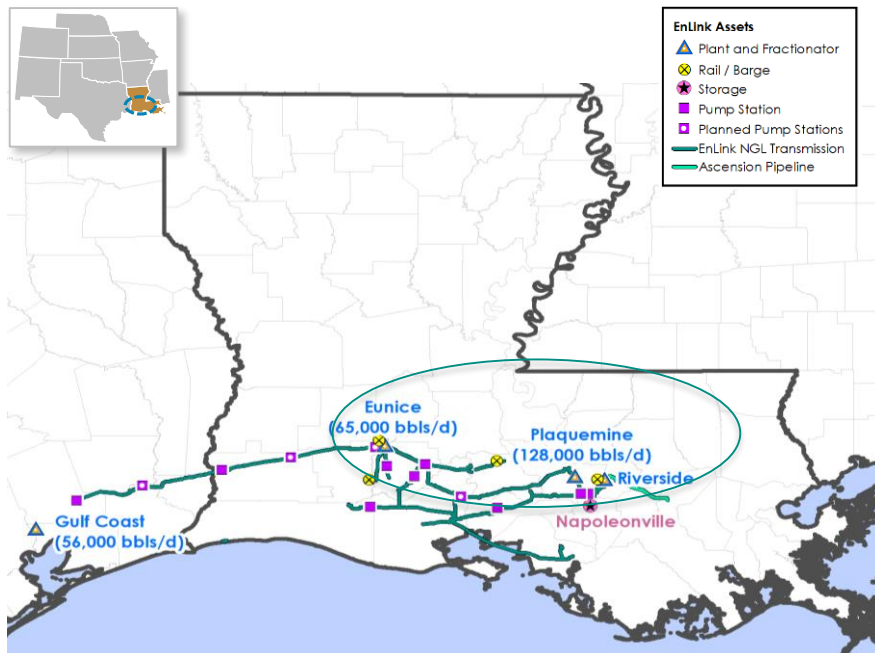 EnLink Assets
Plant and Fractionator
Rail / Barge
Storage
Pump Station
Planned Pump Stations
EnLink NGL Transmission
Ascension Pipeline
Eunice
(65,000 bbls/d)
Plaquemine
(128,000 bbls/d)
Riverside
Napoleonville
Gulf Coast
(56,000 bbls/d)